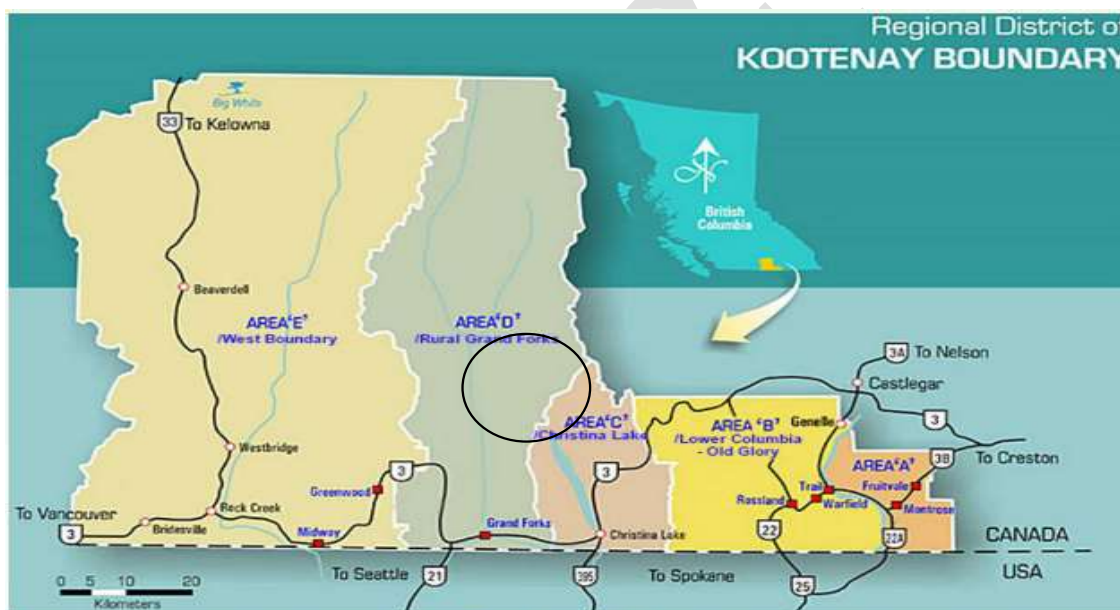 Regional District of
KOOTENAY BOUNDARY
Big White
33 To Kelowna
British
Columbia
Beaverdell
AREA 'E'
/West Boundary
AREA 'D'
/Rural Grand Forks
3A To Nelson
Castlegar
AREA 'C'
/Christina Lake
AREA 'B'
/Lower Columbia
- Old Glory
Genelle
3
Westbridge
3B
To Creston
AREA 'A'
3
3
Greenwood
Trail
Fruitvale
Rossland
Warfield
Montrose
To Vancouver
3
Rock Creek
Bridesville
Midway
Grand Forks
Christina Lake
22
22A
CANADA
To Seattle
21
395
To Spokane
25
USA
0 5 10 20
Kilometers